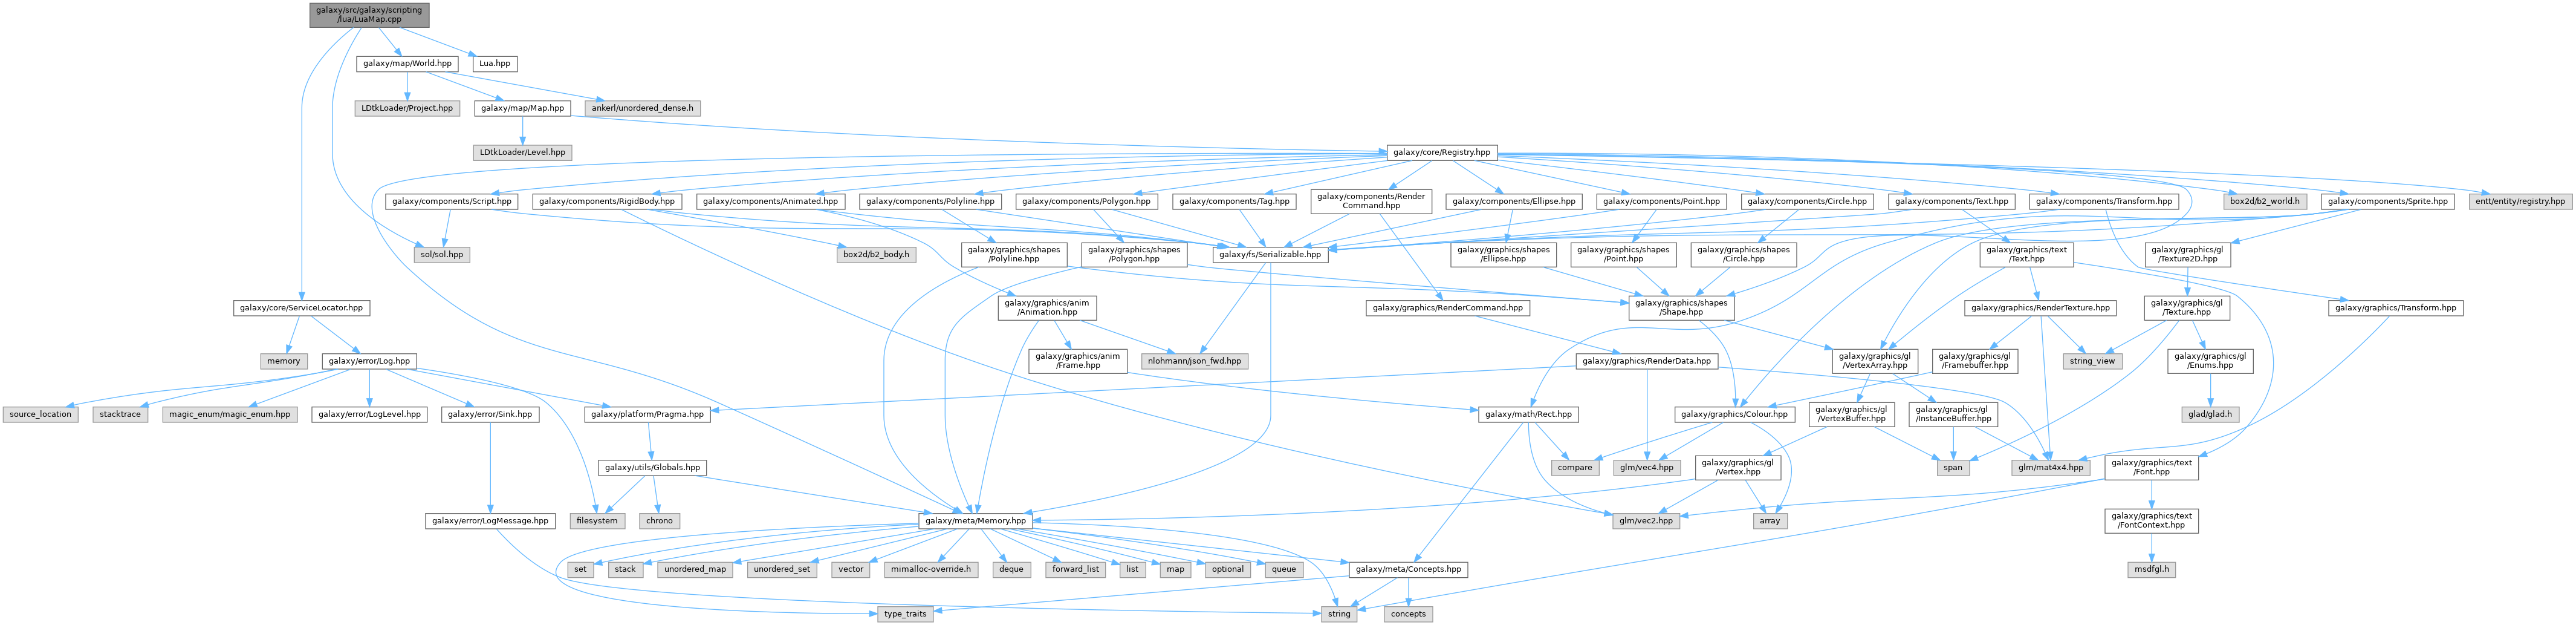 galaxy/src/galaxy/scripting
/lua/LuaMap.cpp
galaxy/map/World.hpp
Lua.hpp
LDtkLoader/Project.hpp
galaxy/map/Map.hpp
ankerl/unordered_dense.h
LDtkLoader/Level.hpp
galaxy/core/Registry.hpp
galaxy/components/Script.hpp
galaxy/components/RigidBody.hpp
galaxy/components/Animated.hpp
galaxy/components/Polyline.hpp
galaxy/components/Polygon.hpp
galaxy/components/Tag.hpp
galaxy/components/Render
Command.hpp
galaxy/components/Ellipse.hpp
galaxy/components/Point.hpp
galaxy/components/Circle.hpp
galaxy/components/Text.hpp
galaxy/components/Transform.hpp
box2d/b2_world.h
galaxy/components/Sprite.hpp
entt/entity/registry.hpp
sol/sol.hpp
box2d/b2_body.h
galaxy/graphics/shapes
/Polyline.hpp
galaxy/graphics/shapes
/Polygon.hpp
galaxy/fs/Serializable.hpp
galaxy/graphics/shapes
/Ellipse.hpp
galaxy/graphics/shapes
/Point.hpp
galaxy/graphics/shapes
/Circle.hpp
galaxy/graphics/text
/Text.hpp
galaxy/graphics/gl
/Texture2D.hpp
galaxy/core/ServiceLocator.hpp
galaxy/graphics/anim
/Animation.hpp
galaxy/graphics/RenderCommand.hpp
galaxy/graphics/shapes
/Shape.hpp
galaxy/graphics/RenderTexture.hpp
galaxy/graphics/gl
/Texture.hpp
galaxy/graphics/Transform.hpp
memory
galaxy/error/Log.hpp
galaxy/graphics/anim
/Frame.hpp
nlohmann/json_fwd.hpp
galaxy/graphics/RenderData.hpp
galaxy/graphics/gl
/VertexArray.hpp
galaxy/graphics/gl
/Framebuffer.hpp
string_view
galaxy/graphics/gl
/Enums.hpp
source_location
stacktrace
magic_enum/magic_enum.hpp
galaxy/error/LogLevel.hpp
galaxy/error/Sink.hpp
galaxy/platform/Pragma.hpp
galaxy/math/Rect.hpp
galaxy/graphics/Colour.hpp
galaxy/graphics/gl
/VertexBuffer.hpp
galaxy/graphics/gl
/InstanceBuffer.hpp
glad/glad.h
galaxy/utils/Globals.hpp
compare
glm/vec4.hpp
galaxy/graphics/gl
/Vertex.hpp
span
glm/mat4x4.hpp
galaxy/graphics/text
/Font.hpp
galaxy/error/LogMessage.hpp
filesystem
chrono
galaxy/meta/Memory.hpp
glm/vec2.hpp
array
galaxy/graphics/text
/FontContext.hpp
set
stack
unordered_map
unordered_set
vector
mimalloc-override.h
deque
forward_list
list
map
optional
queue
galaxy/meta/Concepts.hpp
msdfgl.h
type_traits
string
concepts